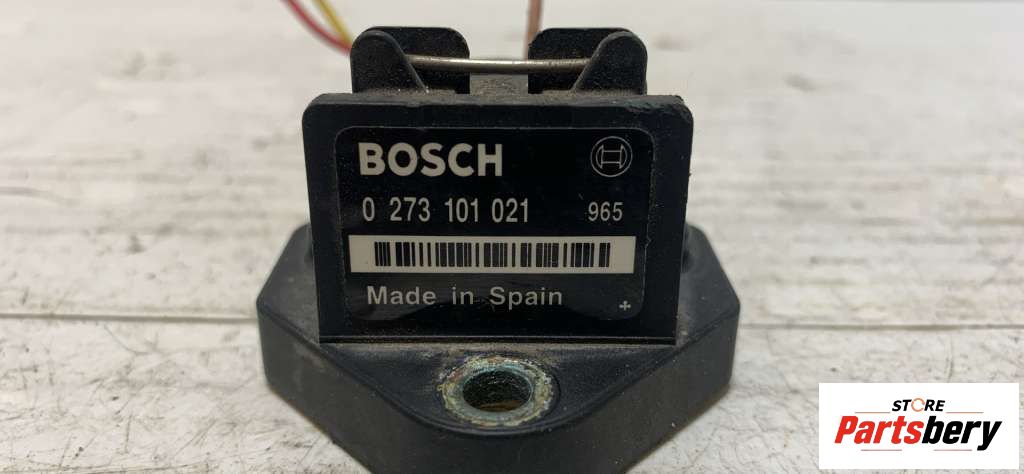 BOSCH
0 273 101 021 965
Made in Spain +
STORE
Partsbery